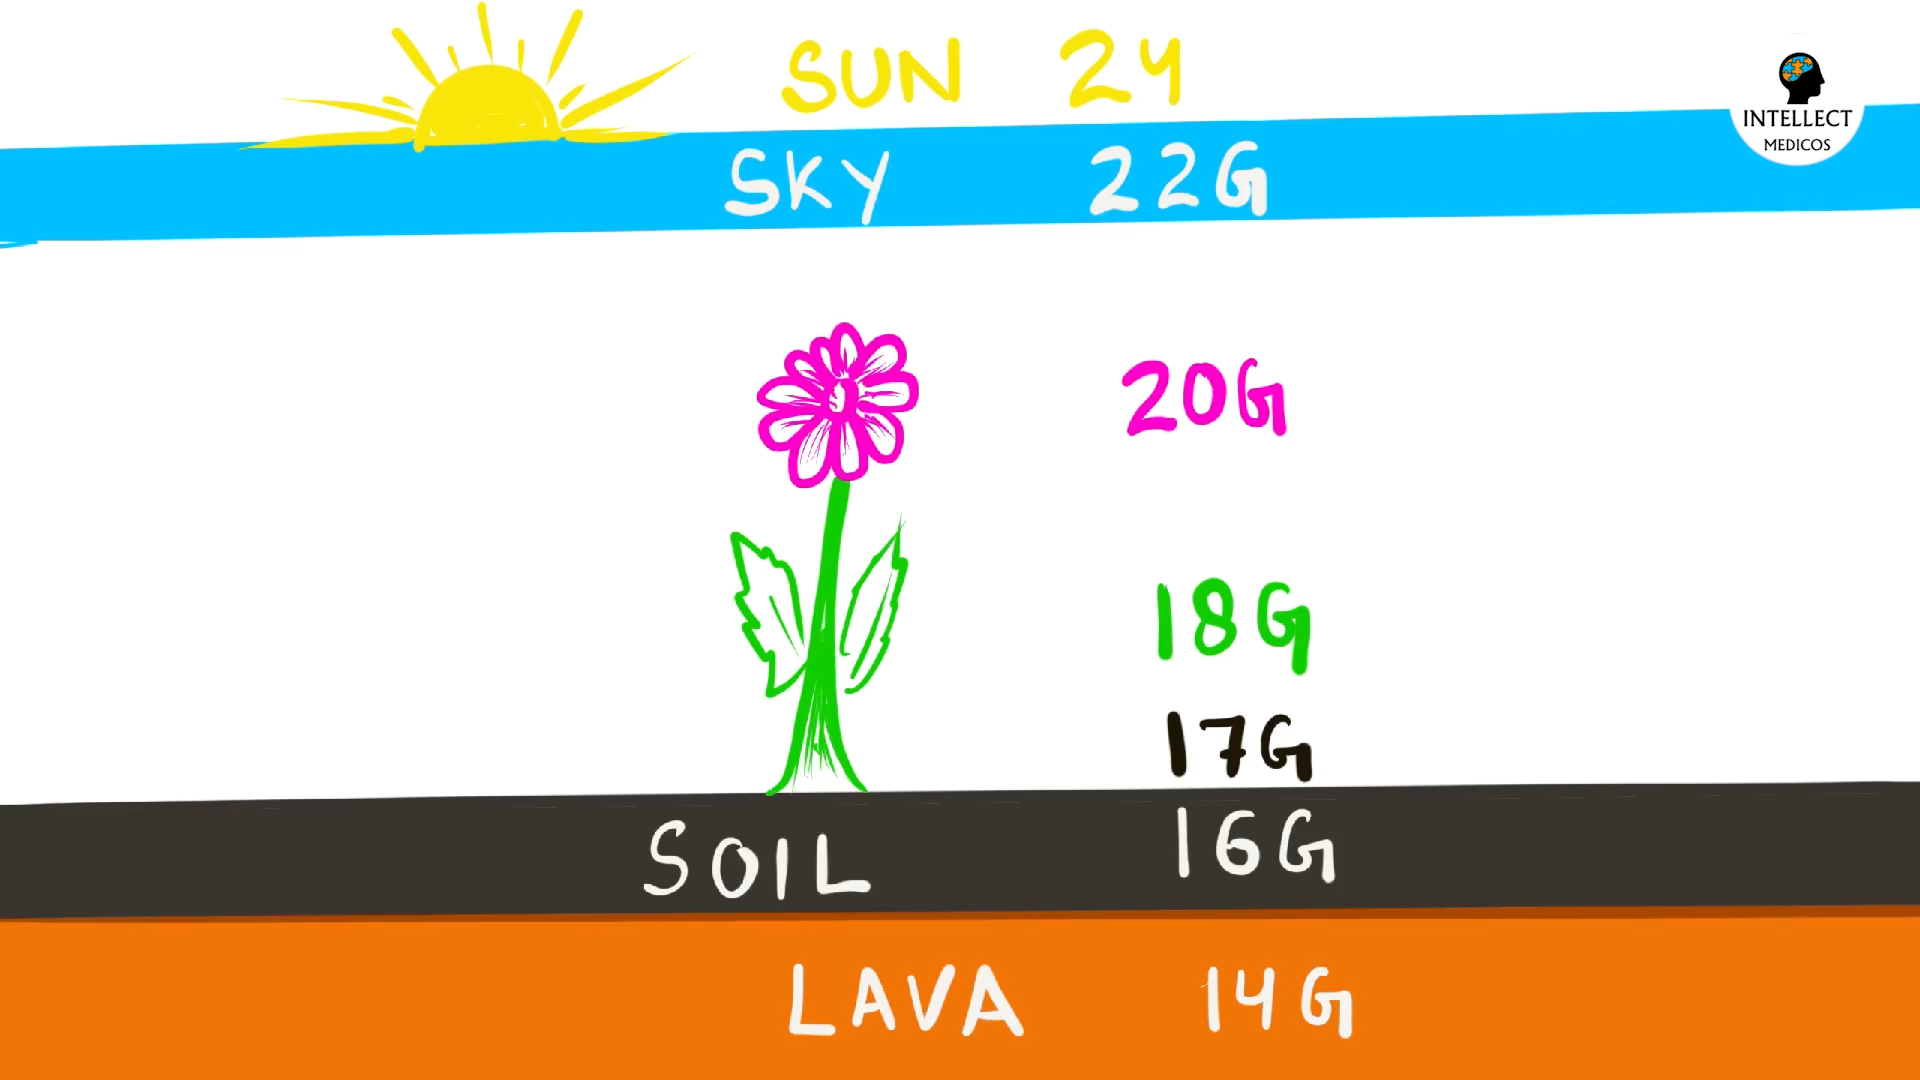 SUN 24
INTELLECT
MEDICOS
SKY 22G
20G
18G
17G
SOIL 16G
LAVA 14G